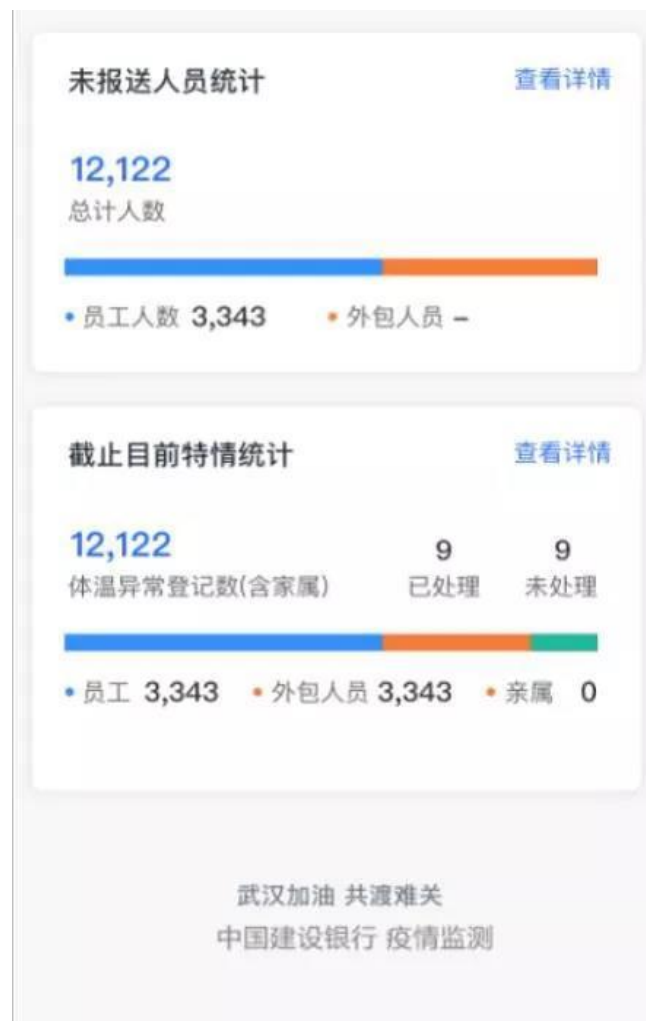 未报送人员统计 查看详情
12,122
总计人数
• 员工人数 3,343 • 外包人员 –
截止目前特情统计 查看详情
12,122 9 9
体温异常登记数(含家属) 已处理 未处理
• 员工 3,343 • 外包人员 3,343 • 亲属 0
武汉加油 共渡难关
中国建设银行 疫情监测